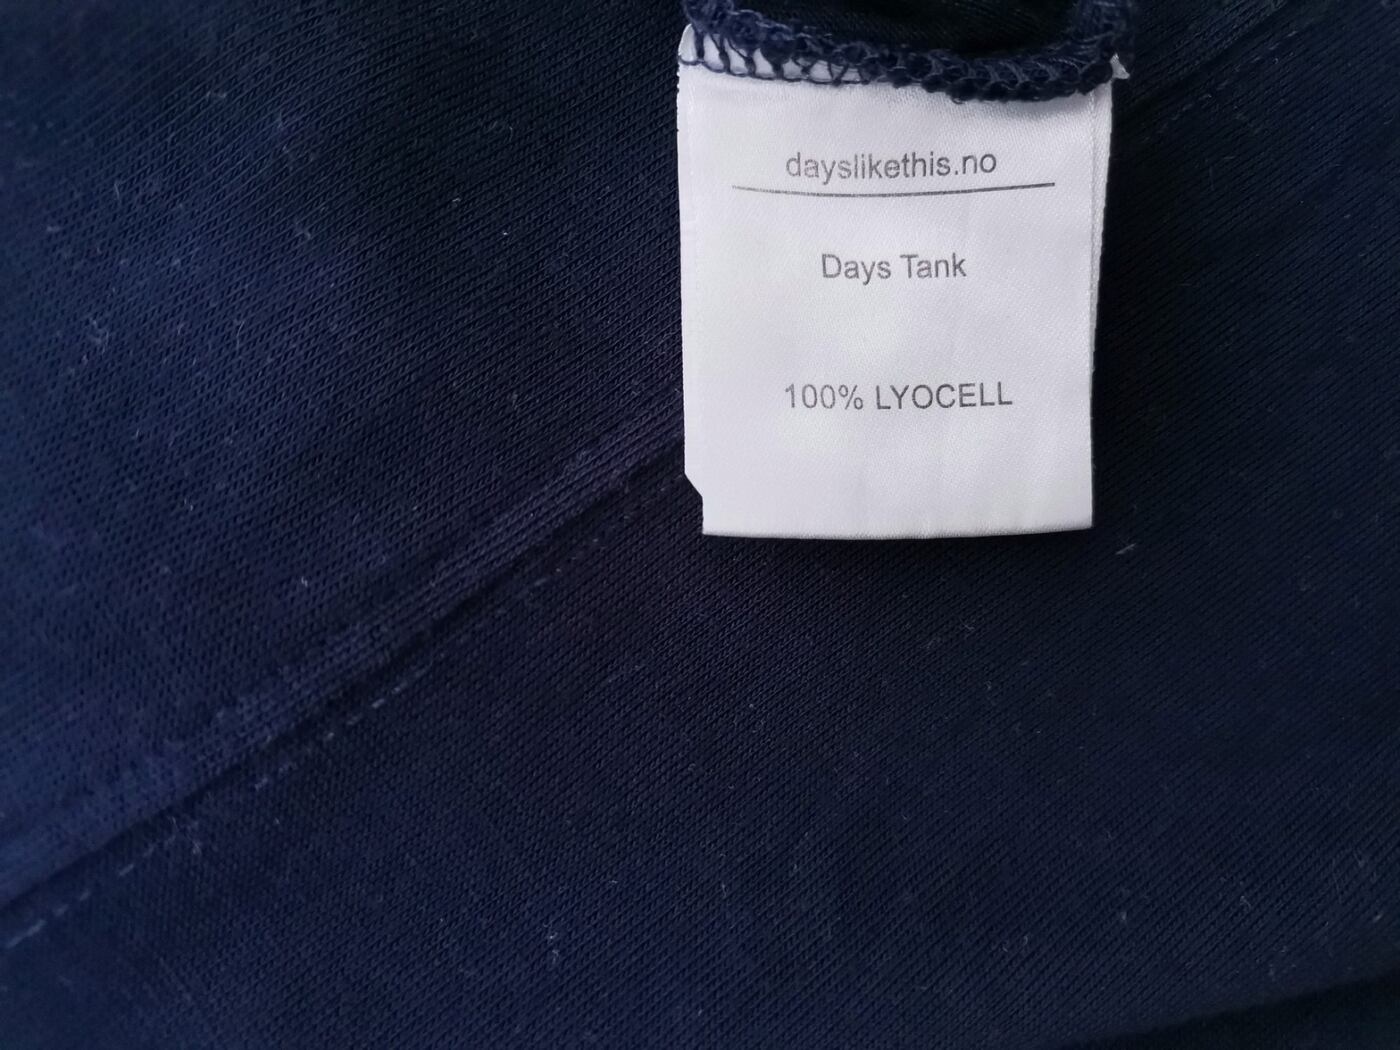 dayslikethis.no
Days Tank
100% LYOCELL